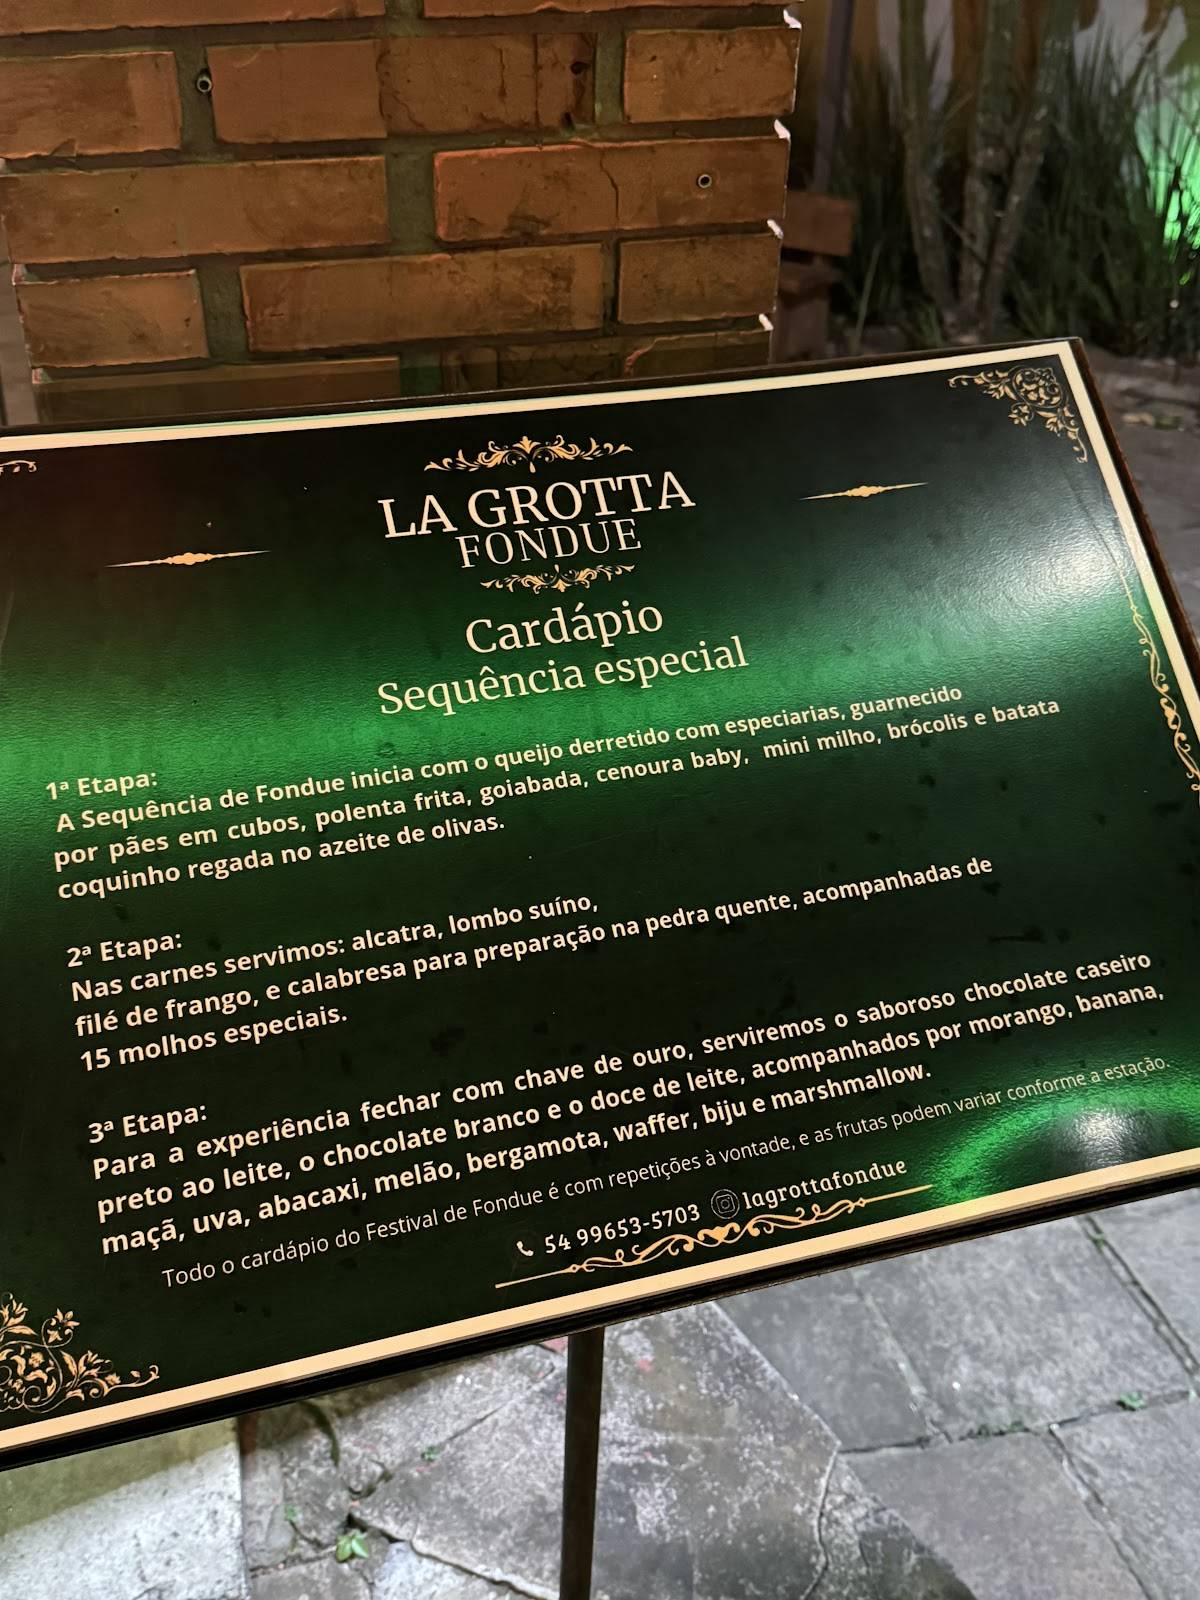 LA GROTTA
FONDUE
Cardápio
Sequência especial
1ª Etapa:
A Sequência de Fondue inicia com o queijo derretido com especiarias, guarnecido
por pães em cubos, polenta frita, goiabada, cenoura baby, mini milho, brócolis e batata
coquinho regada no azeite de olivas.
2ª Etapa:
Nas carnes servimos: alcatra, lombo suíno,
filé de frango, e calabresa para preparação na pedra quente, acompanhadas de
15 molhos especiais.
3ª Etapa:
Para a experiência fechar com chave de ouro, serviremos o saboroso chocolate caseiro
preto ao leite, o chocolate branco e o doce de leite, acompanhados por morango, banana,
maçã, uva, abacaxi, melão, bergamota, waffer, biju e marshmallow.
Todo o cardápio do Festival de Fondue é com repetições à vontade, e as frutas podem variar conforme a estação.
54 99653-5703 lagrottafondue